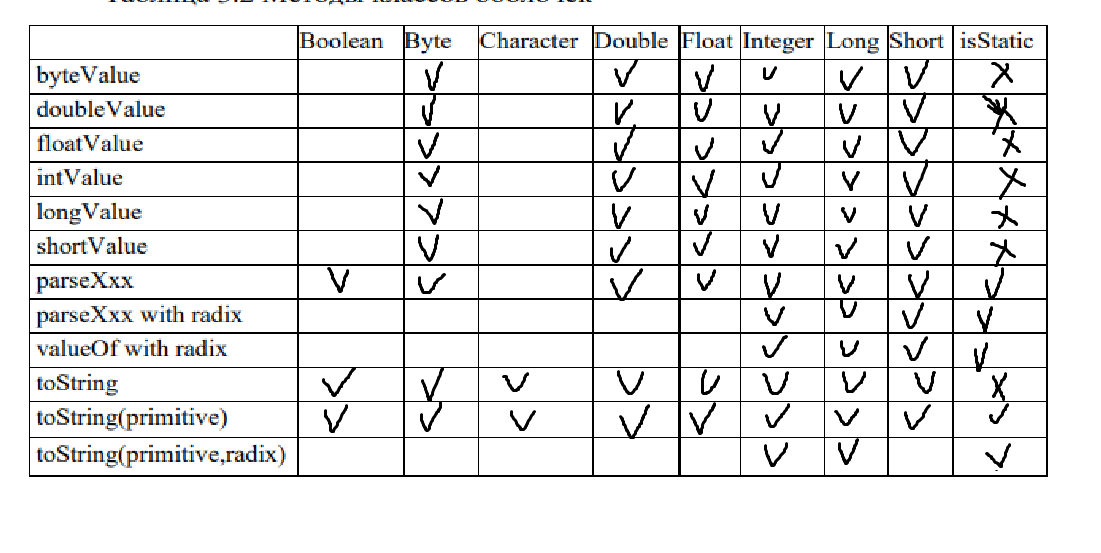 Таблица 3.2 Методы классов оболочек
Boolean Byte Character Double Float Integer Long Short isStatic
byteValue V V V V V V X
doubleValue V V V V V V X
floatValue V V V V V V X
intValue V V V V V V X
longValue V V V V V V X
shortValue V V V V V V X
parseXxx V V V V V V V V
parseXxx with radix V V V V
valueOf with radix V V V V
toString V V V V V V V V X
toString(primitive) V V V V V V V V V
toString(primitive,radix) V V V